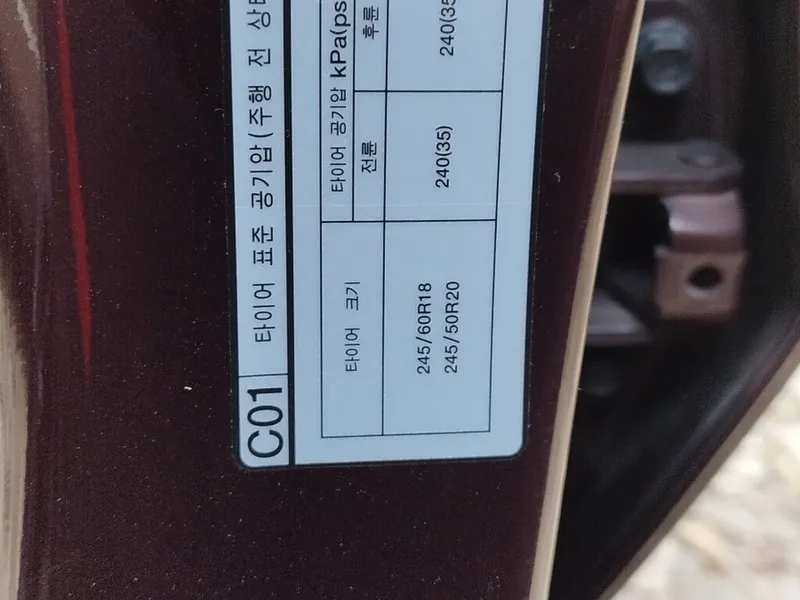 C01 타이어 표준 공기압(주행 전
타이어 크기
타이어 공기압 kPa(ps
전륜
후륜
245/60R18
245/50R20
240(35)
240(35